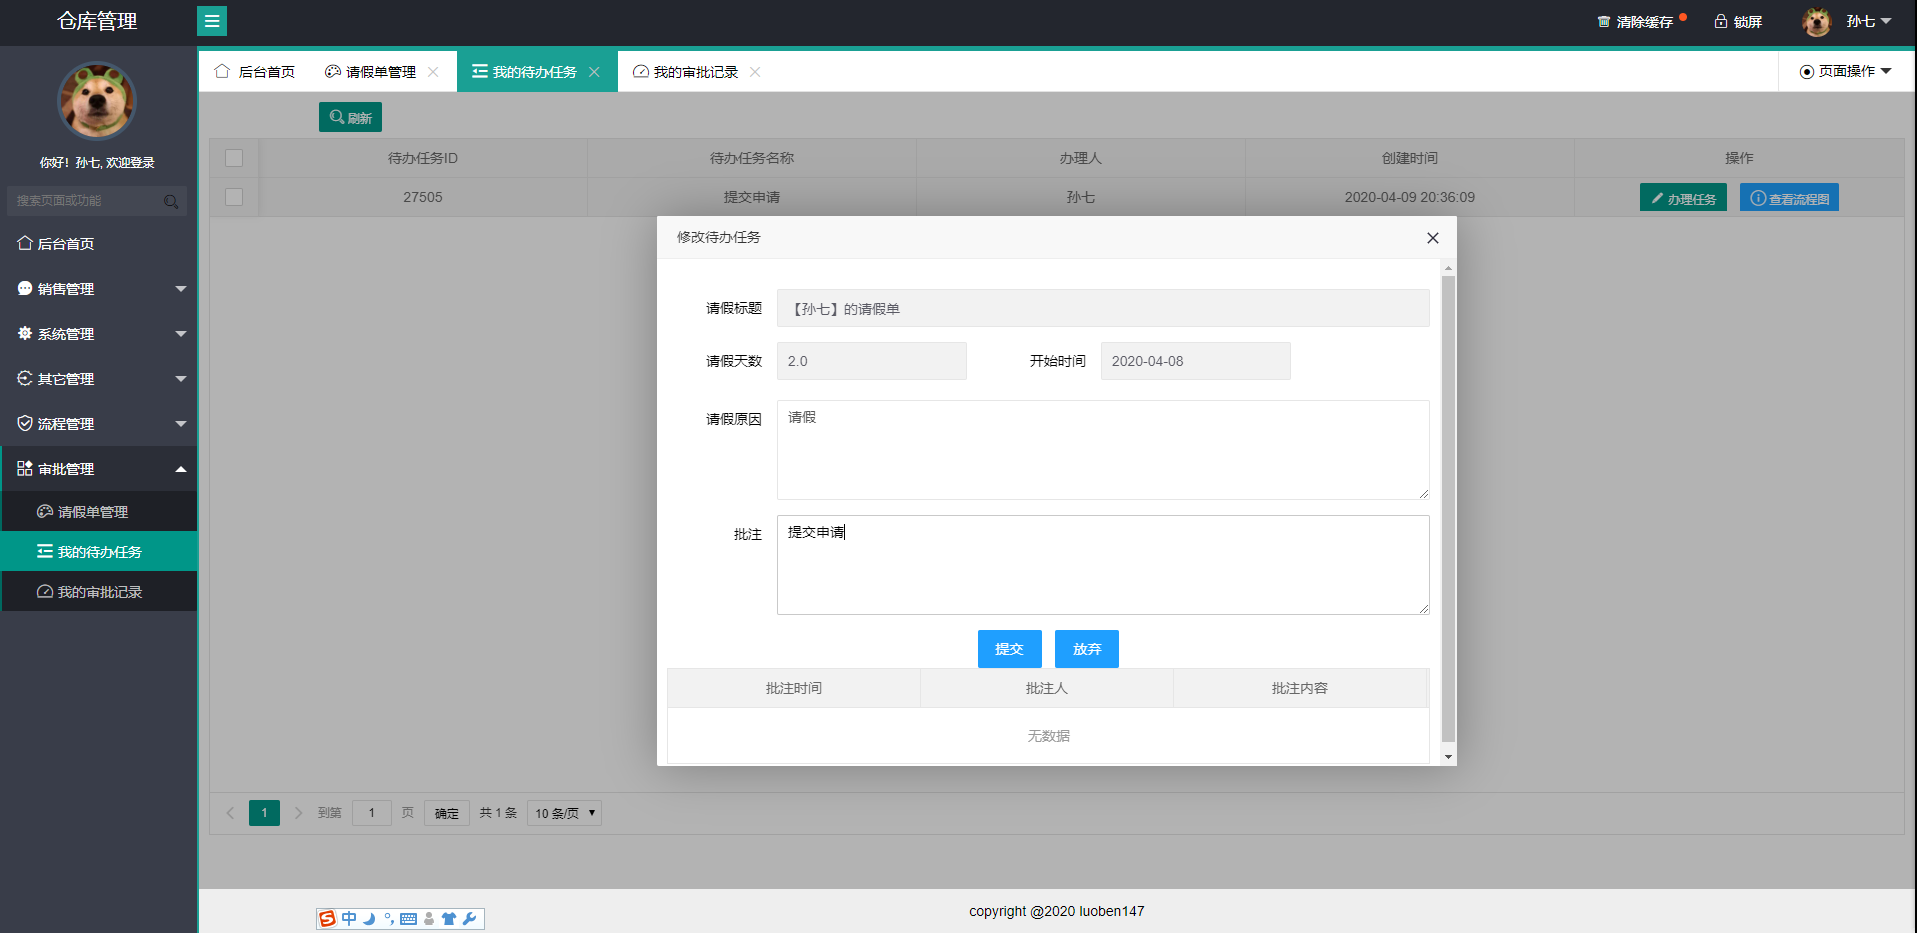 仓库管理
清除缓存
锁屏
孙七
后台首页
请假单管理
我的待办任务
我的审批记录
页面操作
你好！孙七, 欢迎登录
搜索页面或功能
后台首页
销售管理
系统管理
其它管理
流程管理
审批管理
请假单管理
我的待办任务
我的审批记录
刷新
待办任务ID 待办任务名称 办理人 创建时间 操作
27505 提交申请 孙七 2020-04-09 20:36:09 办理任务 查看流程图
修改待办任务
请假标题 【孙七】的请假单
请假天数 2.0 开始时间 2020-04-08
请假原因 请假
批注 提交申请
提交 放弃
批注时间 批注人 批注内容
无数据
1 到第 1 页 确定 共 1 条 10 条/页
copyright @2020 luoben147
S 中